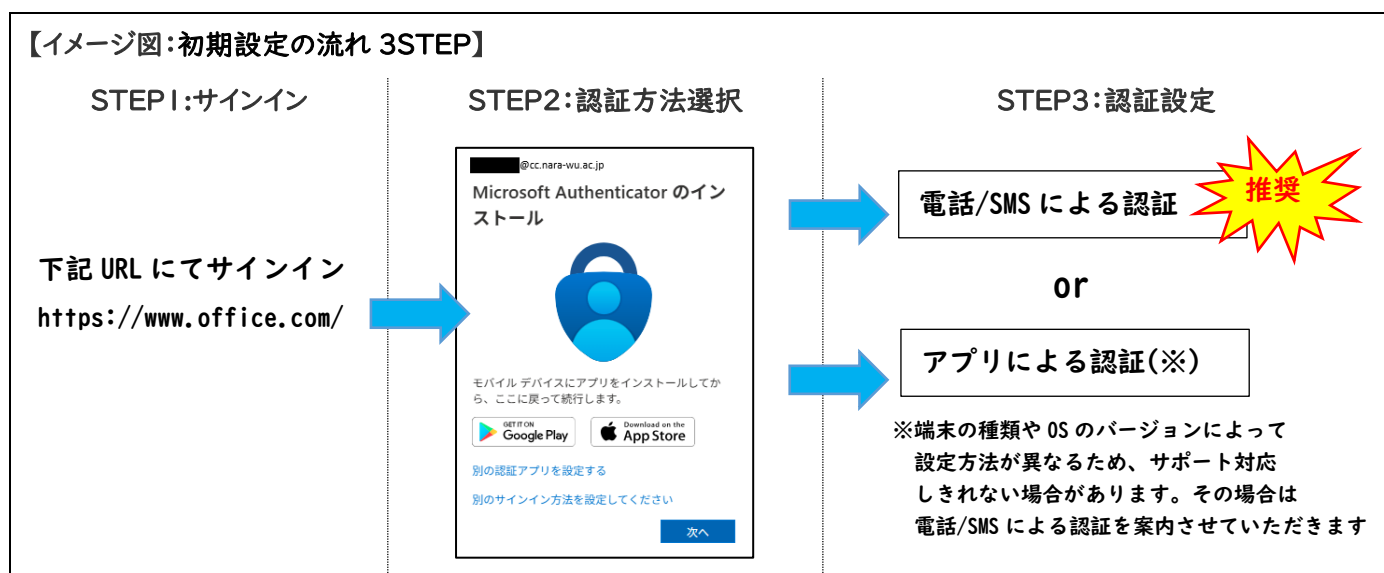 【イメージ図：初期設定の流れ 3STEP】
STEP1:サインイン
下記 URL にてサインイン
https://www.office.com/
STEP2：認証方法選択
@cc.nara-wu.ac.jp
Microsoft Authenticator のイン
ストール
モバイル デバイスにアプリをインストールしてか
ら、ここに戻って続行します。
GET IT ON
Google Play
Download on the
App Store
別の認証アプリを設定する
別のサインイン方法を設定してください
次へ
STEP3：認証設定
電話/SMS による認証
推奨
or
アプリによる認証(※)
※端末の種類や OS のバージョンによって
設定方法が異なるため、サポート対応
しきれない場合があります。その場合は
電話/SMS による認証を案内させていただきます